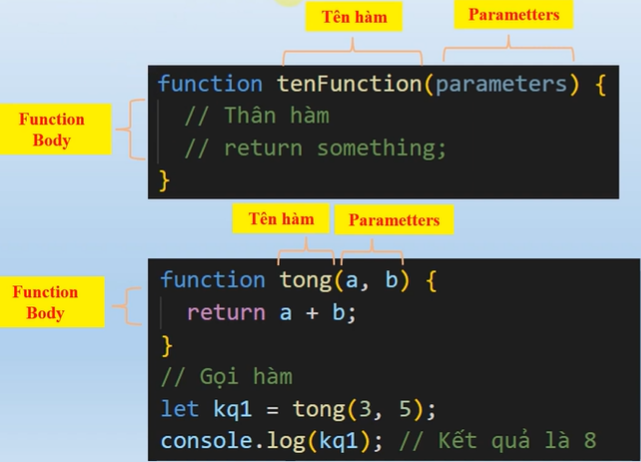 Tên hàm
Parametters
function tenFunction(parameters) {
Function
Body
// Thân hàm
// return something;
}
Tên hàm
Parametters
function tong(a, b) {
Function
Body
return a + b;
}
// Gọi hàm
let kq1 = tong(3, 5);
console.log(kq1); // Kết quả là 8